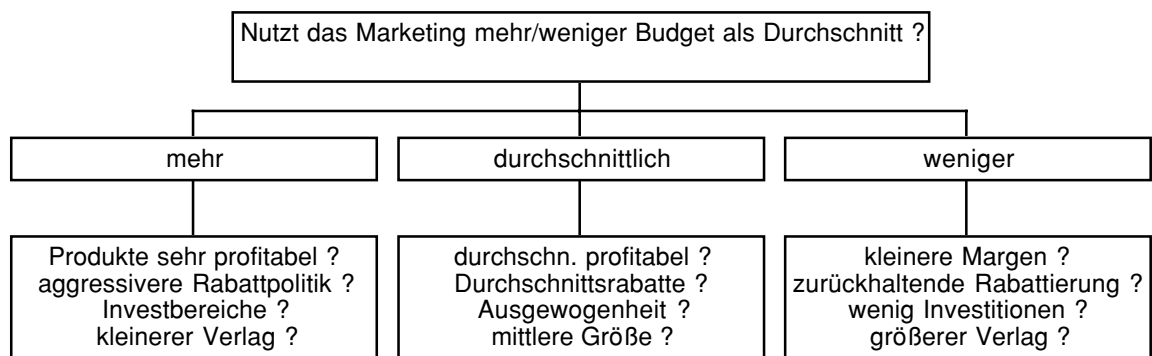 Nutzt das Marketing mehr/weniger Budget als Durchschnitt ?
mehr
durchschnittlich
weniger
Produkte sehr profitabel ?
aggressivere Rabattpolitik ?
Investbereiche ?
kleinerer Verlag ?
durchschn. profitabel ?
Durchschnittsrabatte ?
Ausgewogenheit ?
mittlere Größe ?
kleinere Margen ?
zurückhaltende Rabattierung ?
wenig Investitionen ?
größerer Verlag ?